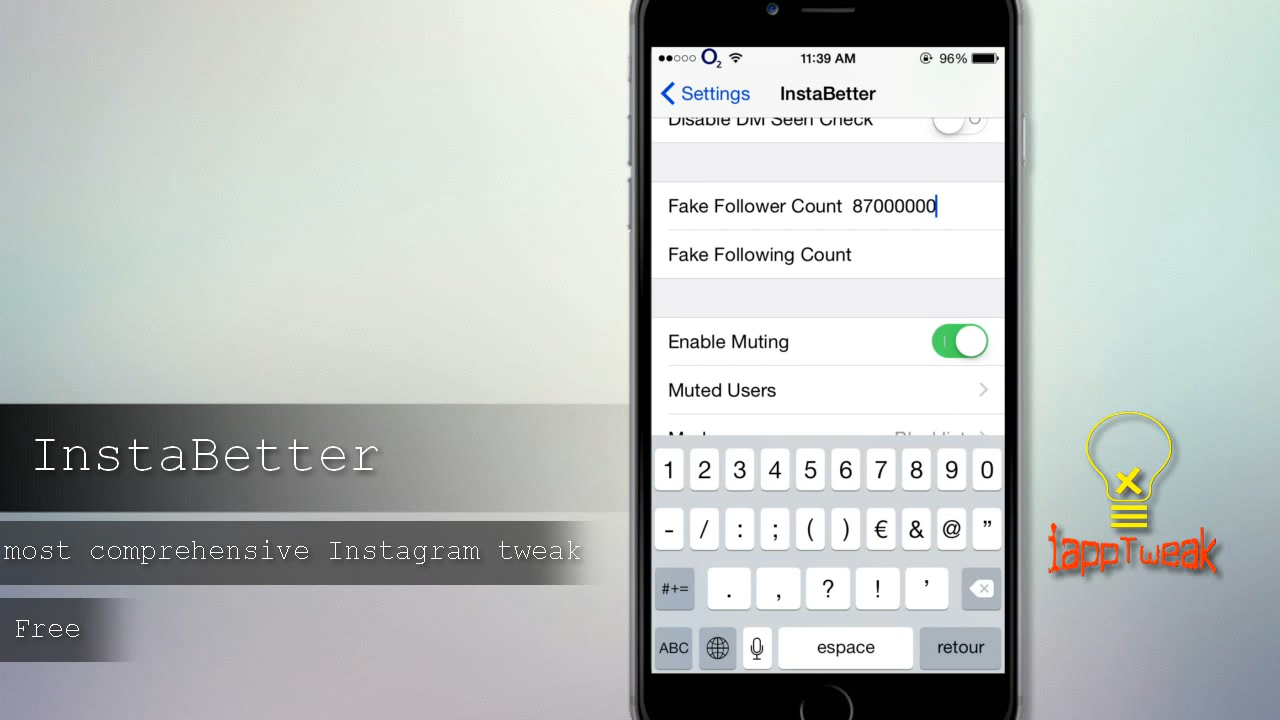 O2 11:39 AM 96%
Settings InstaBetter
Disable DM Seen Check
Fake Follower Count 87000000
Fake Following Count
Enable Muting
Muted Users
1 2 3 4 5 6 7 8 9 0
- / : ; ( ) € & @ "
#+= . , ? ! '
ABC espace retour
InstaBetter
most comprehensive Instagram tweak
Free
iappTweak